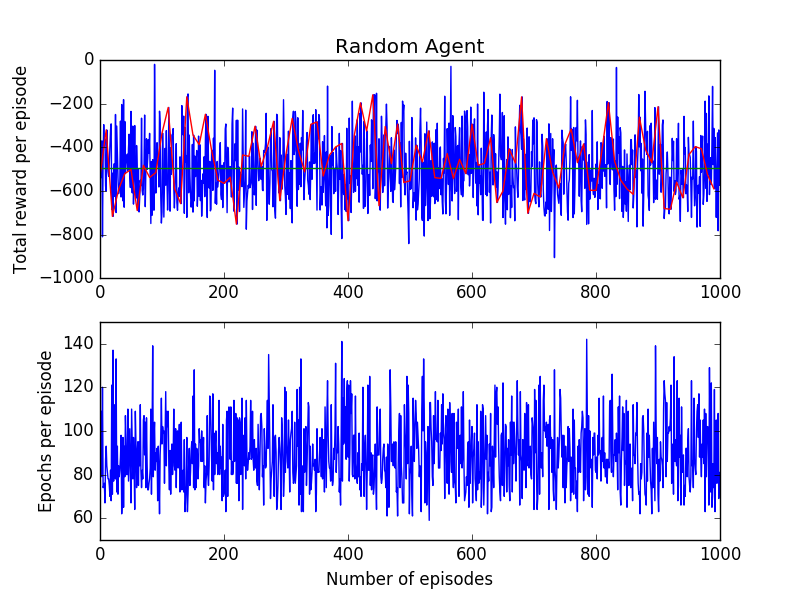 Random Agent
Total reward per episode
0
−200
−400
−600
−800
−1000
0 200 400 600 800 1000
Epochs per episode
140
120
100
80
60
0 200 400 600 800 1000
Number of episodes